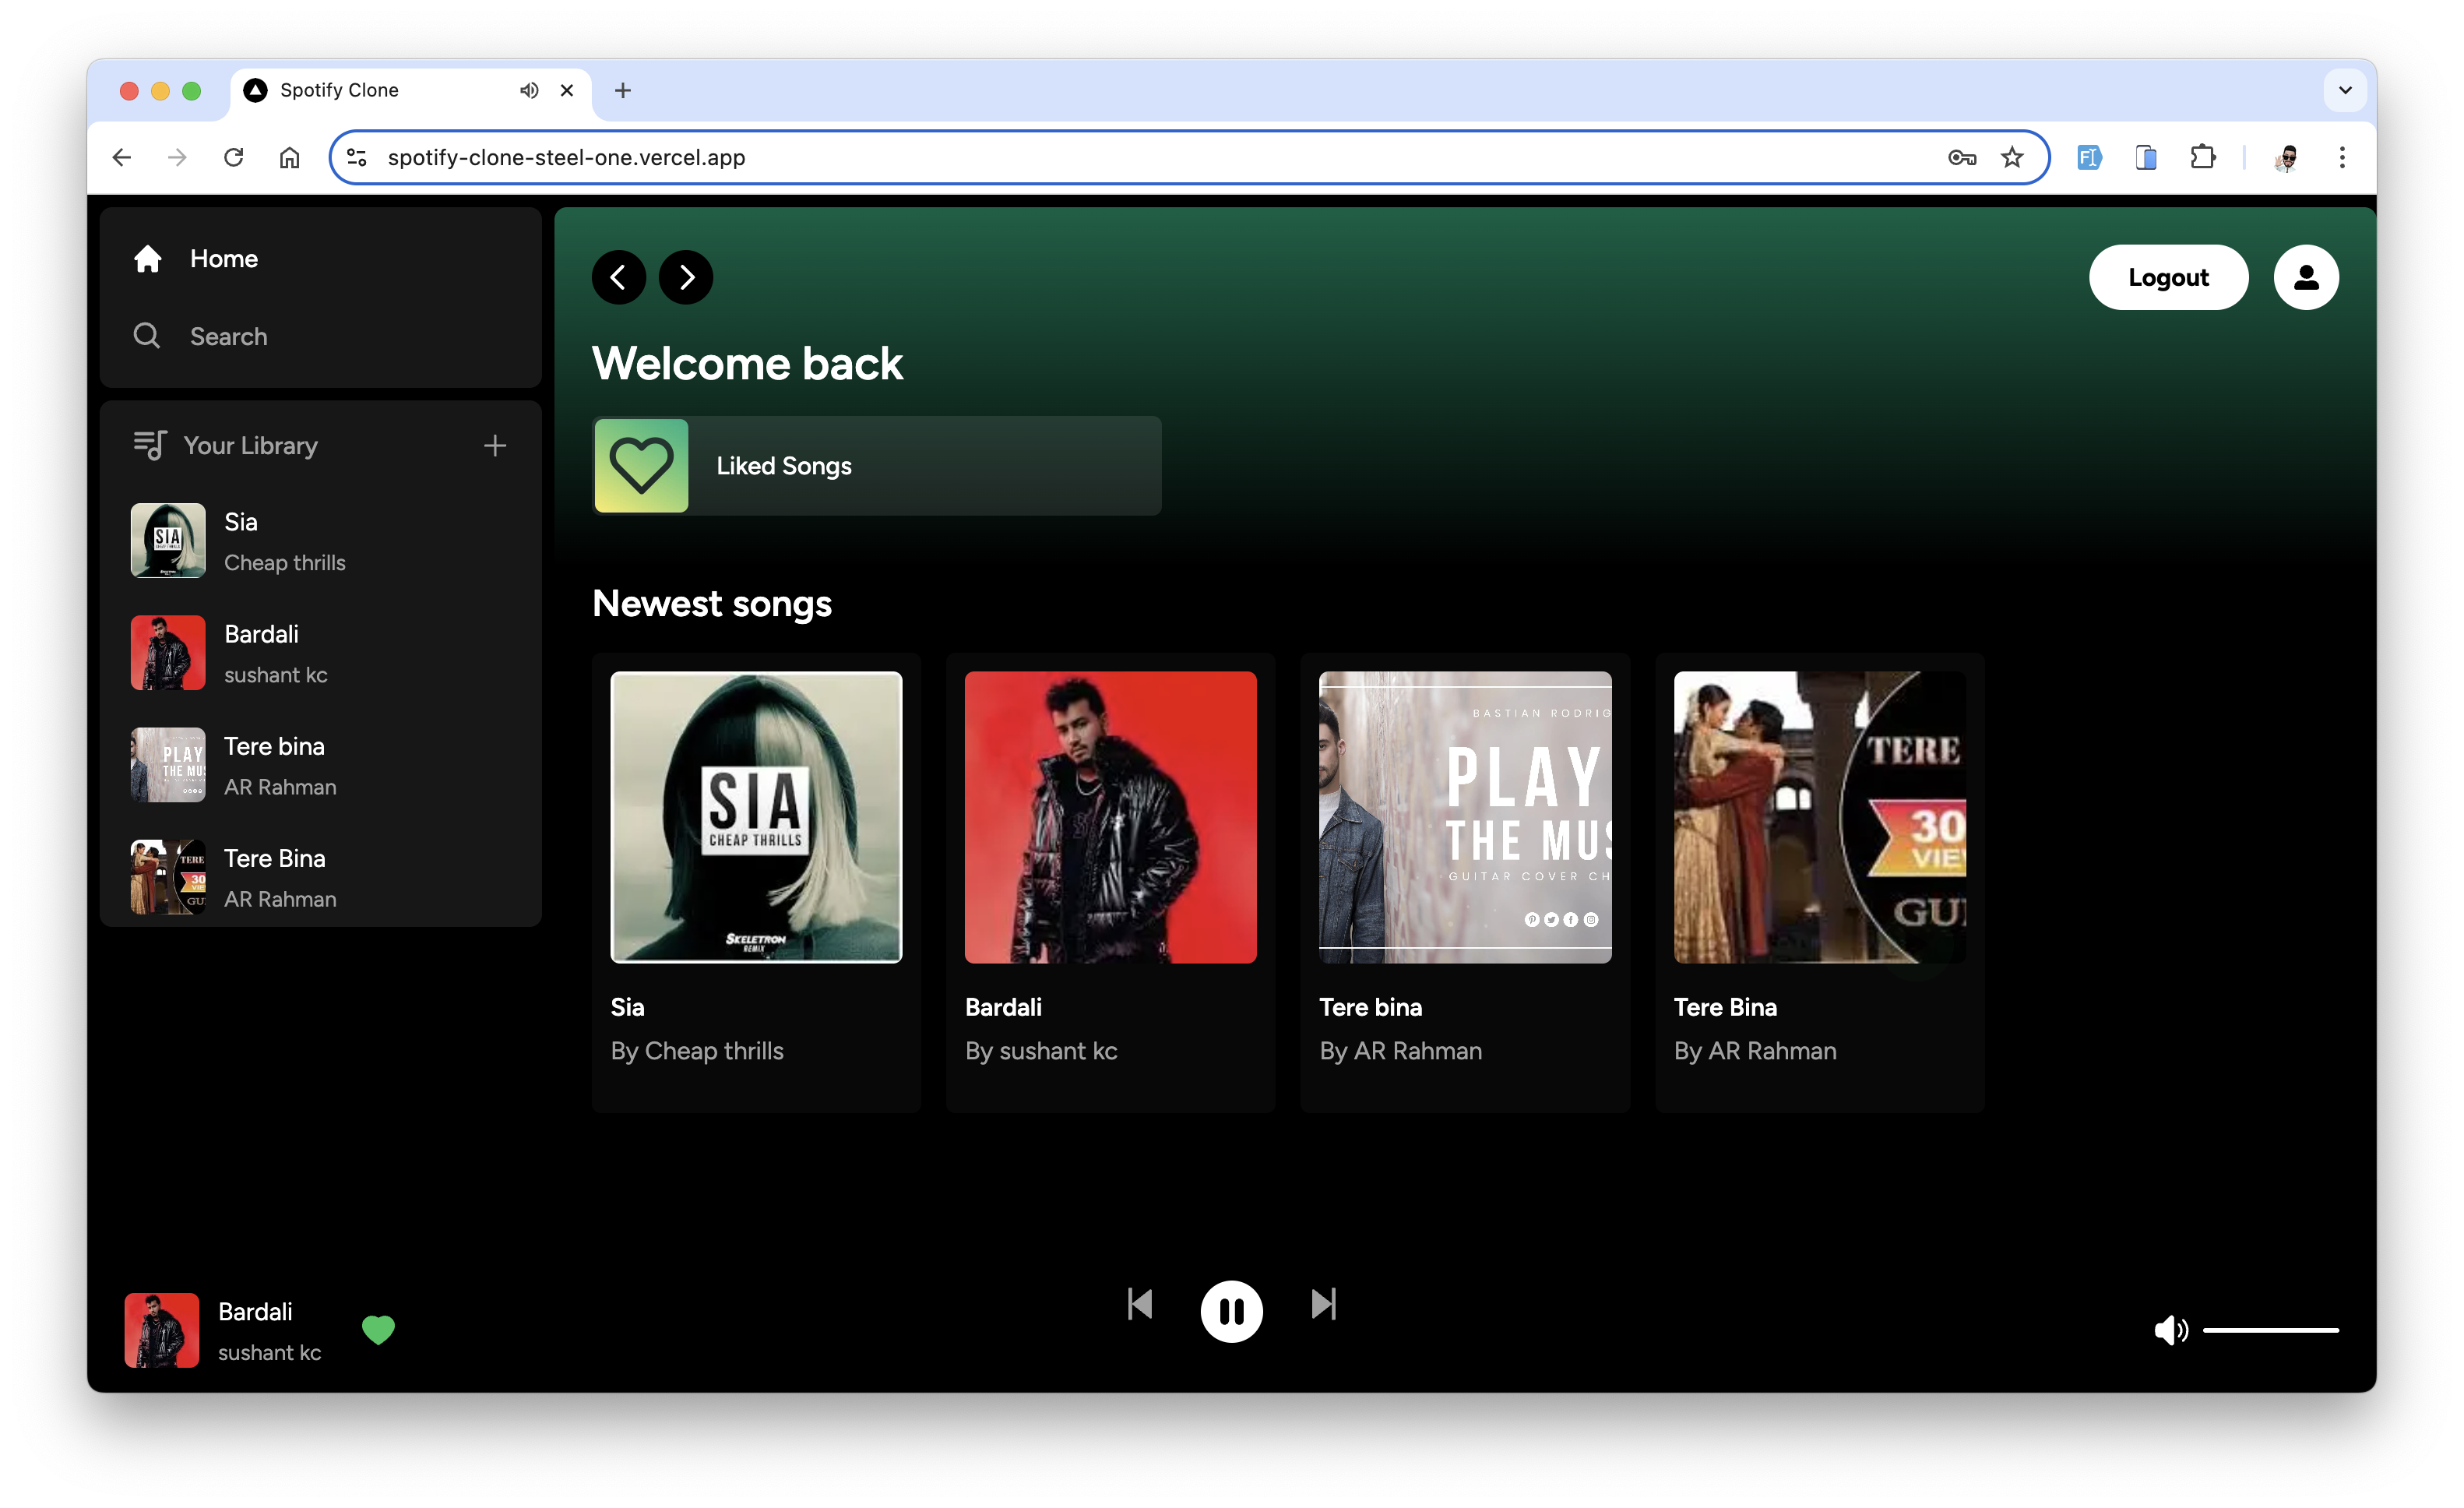 Spotify Clone
spotify-clone-steel-one.vercel.app
Home
Search
Your Library
SIA
Sia
Cheap thrills
Bardali
sushant kc
PLAY
THE MUS
Tere bina
AR Rahman
TERE
30
VIE
GU
Tere Bina
AR Rahman
Logout
Welcome back
Liked Songs
Newest songs
SIA
CHEAP THRILLS
SKELETRON
REMIX
Sia
By Cheap thrills
Bardali
By sushant kc
BASTIAN RODRIG
PLAY
THE MUS
GUITAR COVER CH
Tere bina
By AR Rahman
TERE
30
VIE
GUI
Tere Bina
By AR Rahman
Bardali
sushant kc